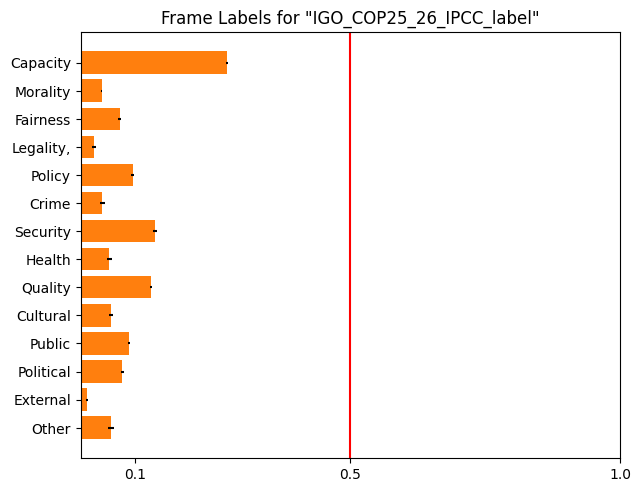 Frame Labels for "IGO_COP25_26_IPCC_label"
Capacity
Morality
Fairness
Legality,
Policy
Crime
Security
Health
Quality
Cultural
Public
Political
External
Other
0.1 0.5 1.0